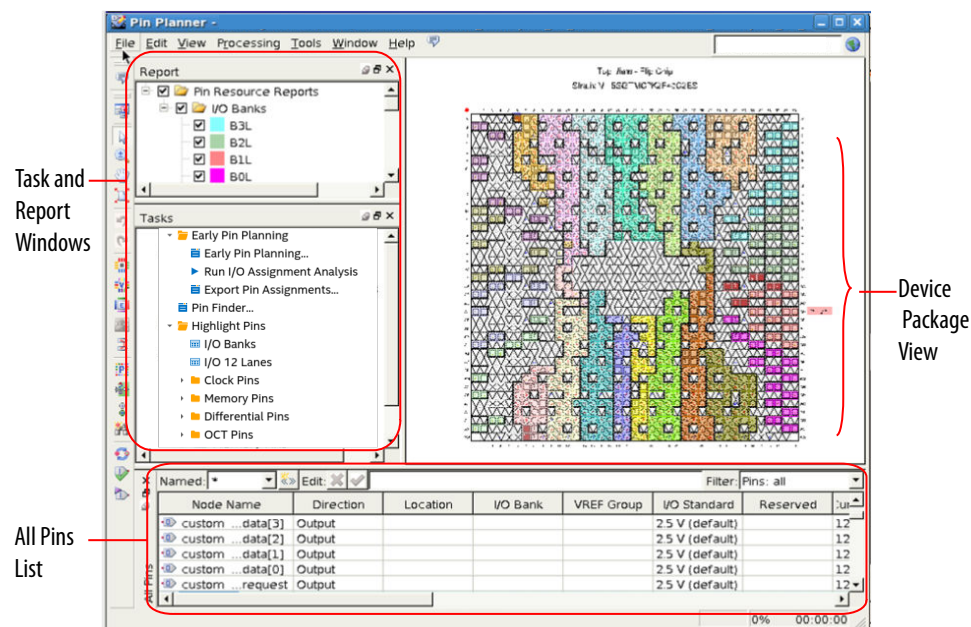 Pin Planner -
File Edit View Processing Tools Window Help
Report
Pin Resource Reports
I/O Banks
B3L
B2L
B1L
B0L
Tasks
Early Pin Planning
Early Pin Planning...
Run I/O Assignment Analysis
Export Pin Assignments...
Pin Finder...
Highlight Pins
I/O Banks
I/O 12 Lanes
Clock Pins
Memory Pins
Differential Pins
OCT Pins
Task and
Report
Windows
Device
Package
View
All Pins
List
Named: * Edit: Filter: Pins: all
Node Name Direction Location I/O Bank VREF Group I/O Standard Reserved
custom ...data[3] Output 2.5 V (default) 12
custom ...data[2] Output 2.5 V (default) 12
custom ...data[1] Output 2.5 V (default) 12
custom ...data[0] Output 2.5 V (default) 12
custom ...request Output 2.5 V (default) 12
All Pins
0% 00:00:00